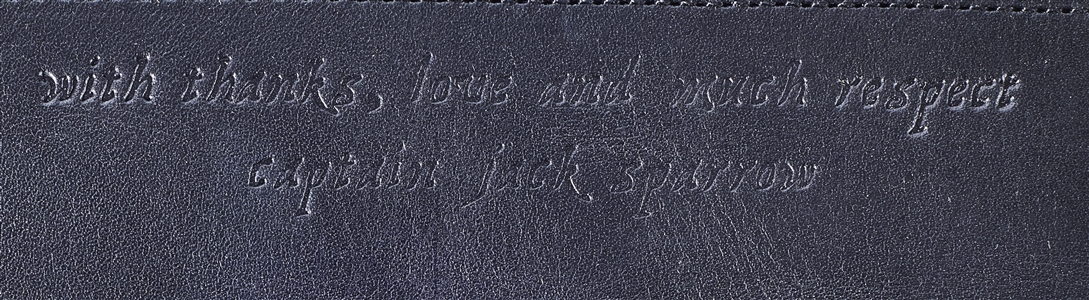 with thanks, love and much respect
captain jack sparrow